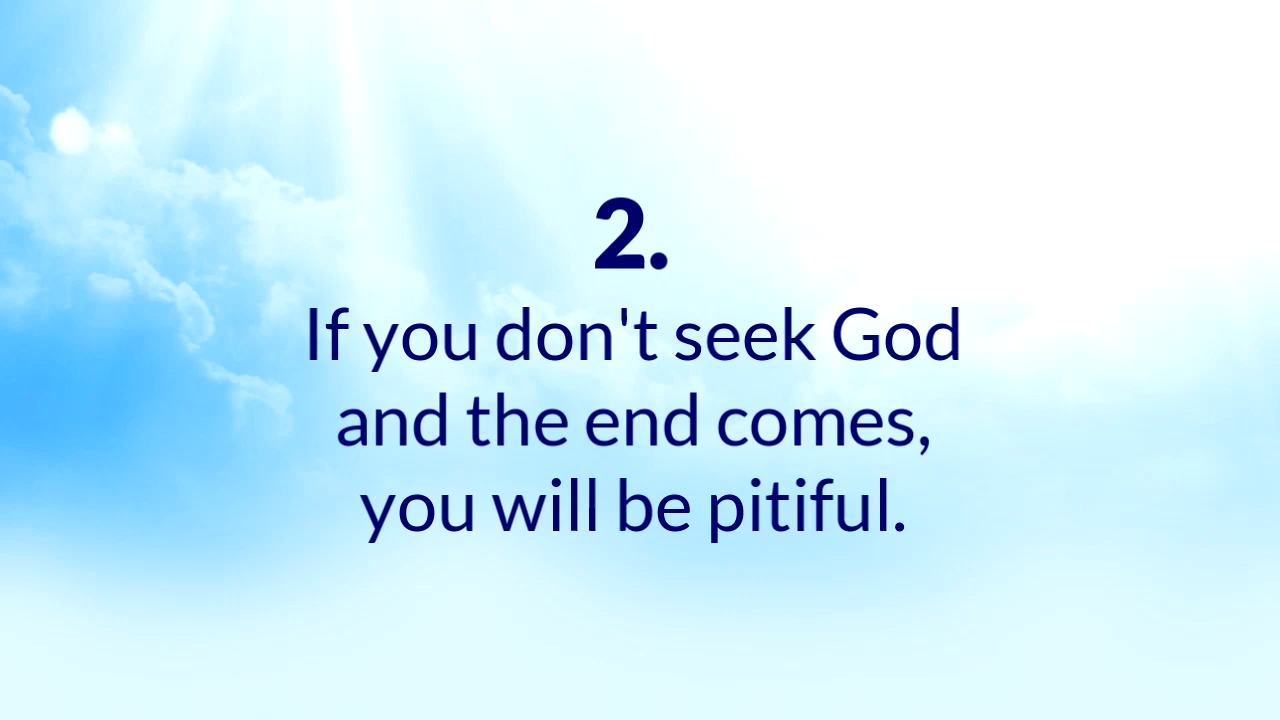 2.
If you don't seek God
and the end comes,
you will be pitiful.